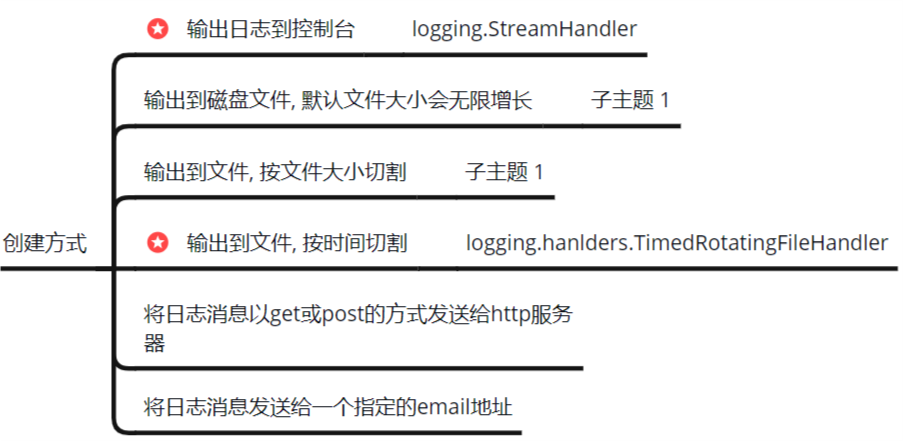 输出日志到控制台 logging.StreamHandler
输出到磁盘文件, 默认文件大小会无限增长 子主题 1
输出到文件, 按文件大小切割 子主题 1
创建方式 输出到文件, 按时间切割 logging.hanlders.TimedRotatingFileHandler
将日志消息以get或post的方式发送给http服务
器
将日志消息发送给一个指定的email地址